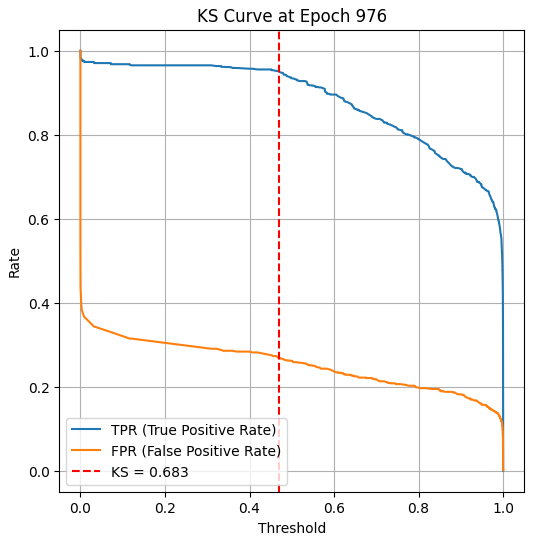 KS Curve at Epoch 976
1.0
0.8
0.6
0.4
0.2
0.0
Rate
TPR (True Positive Rate)
FPR (False Positive Rate)
KS = 0.683
0.0 0.2 0.4 0.6 0.8 1.0
Threshold